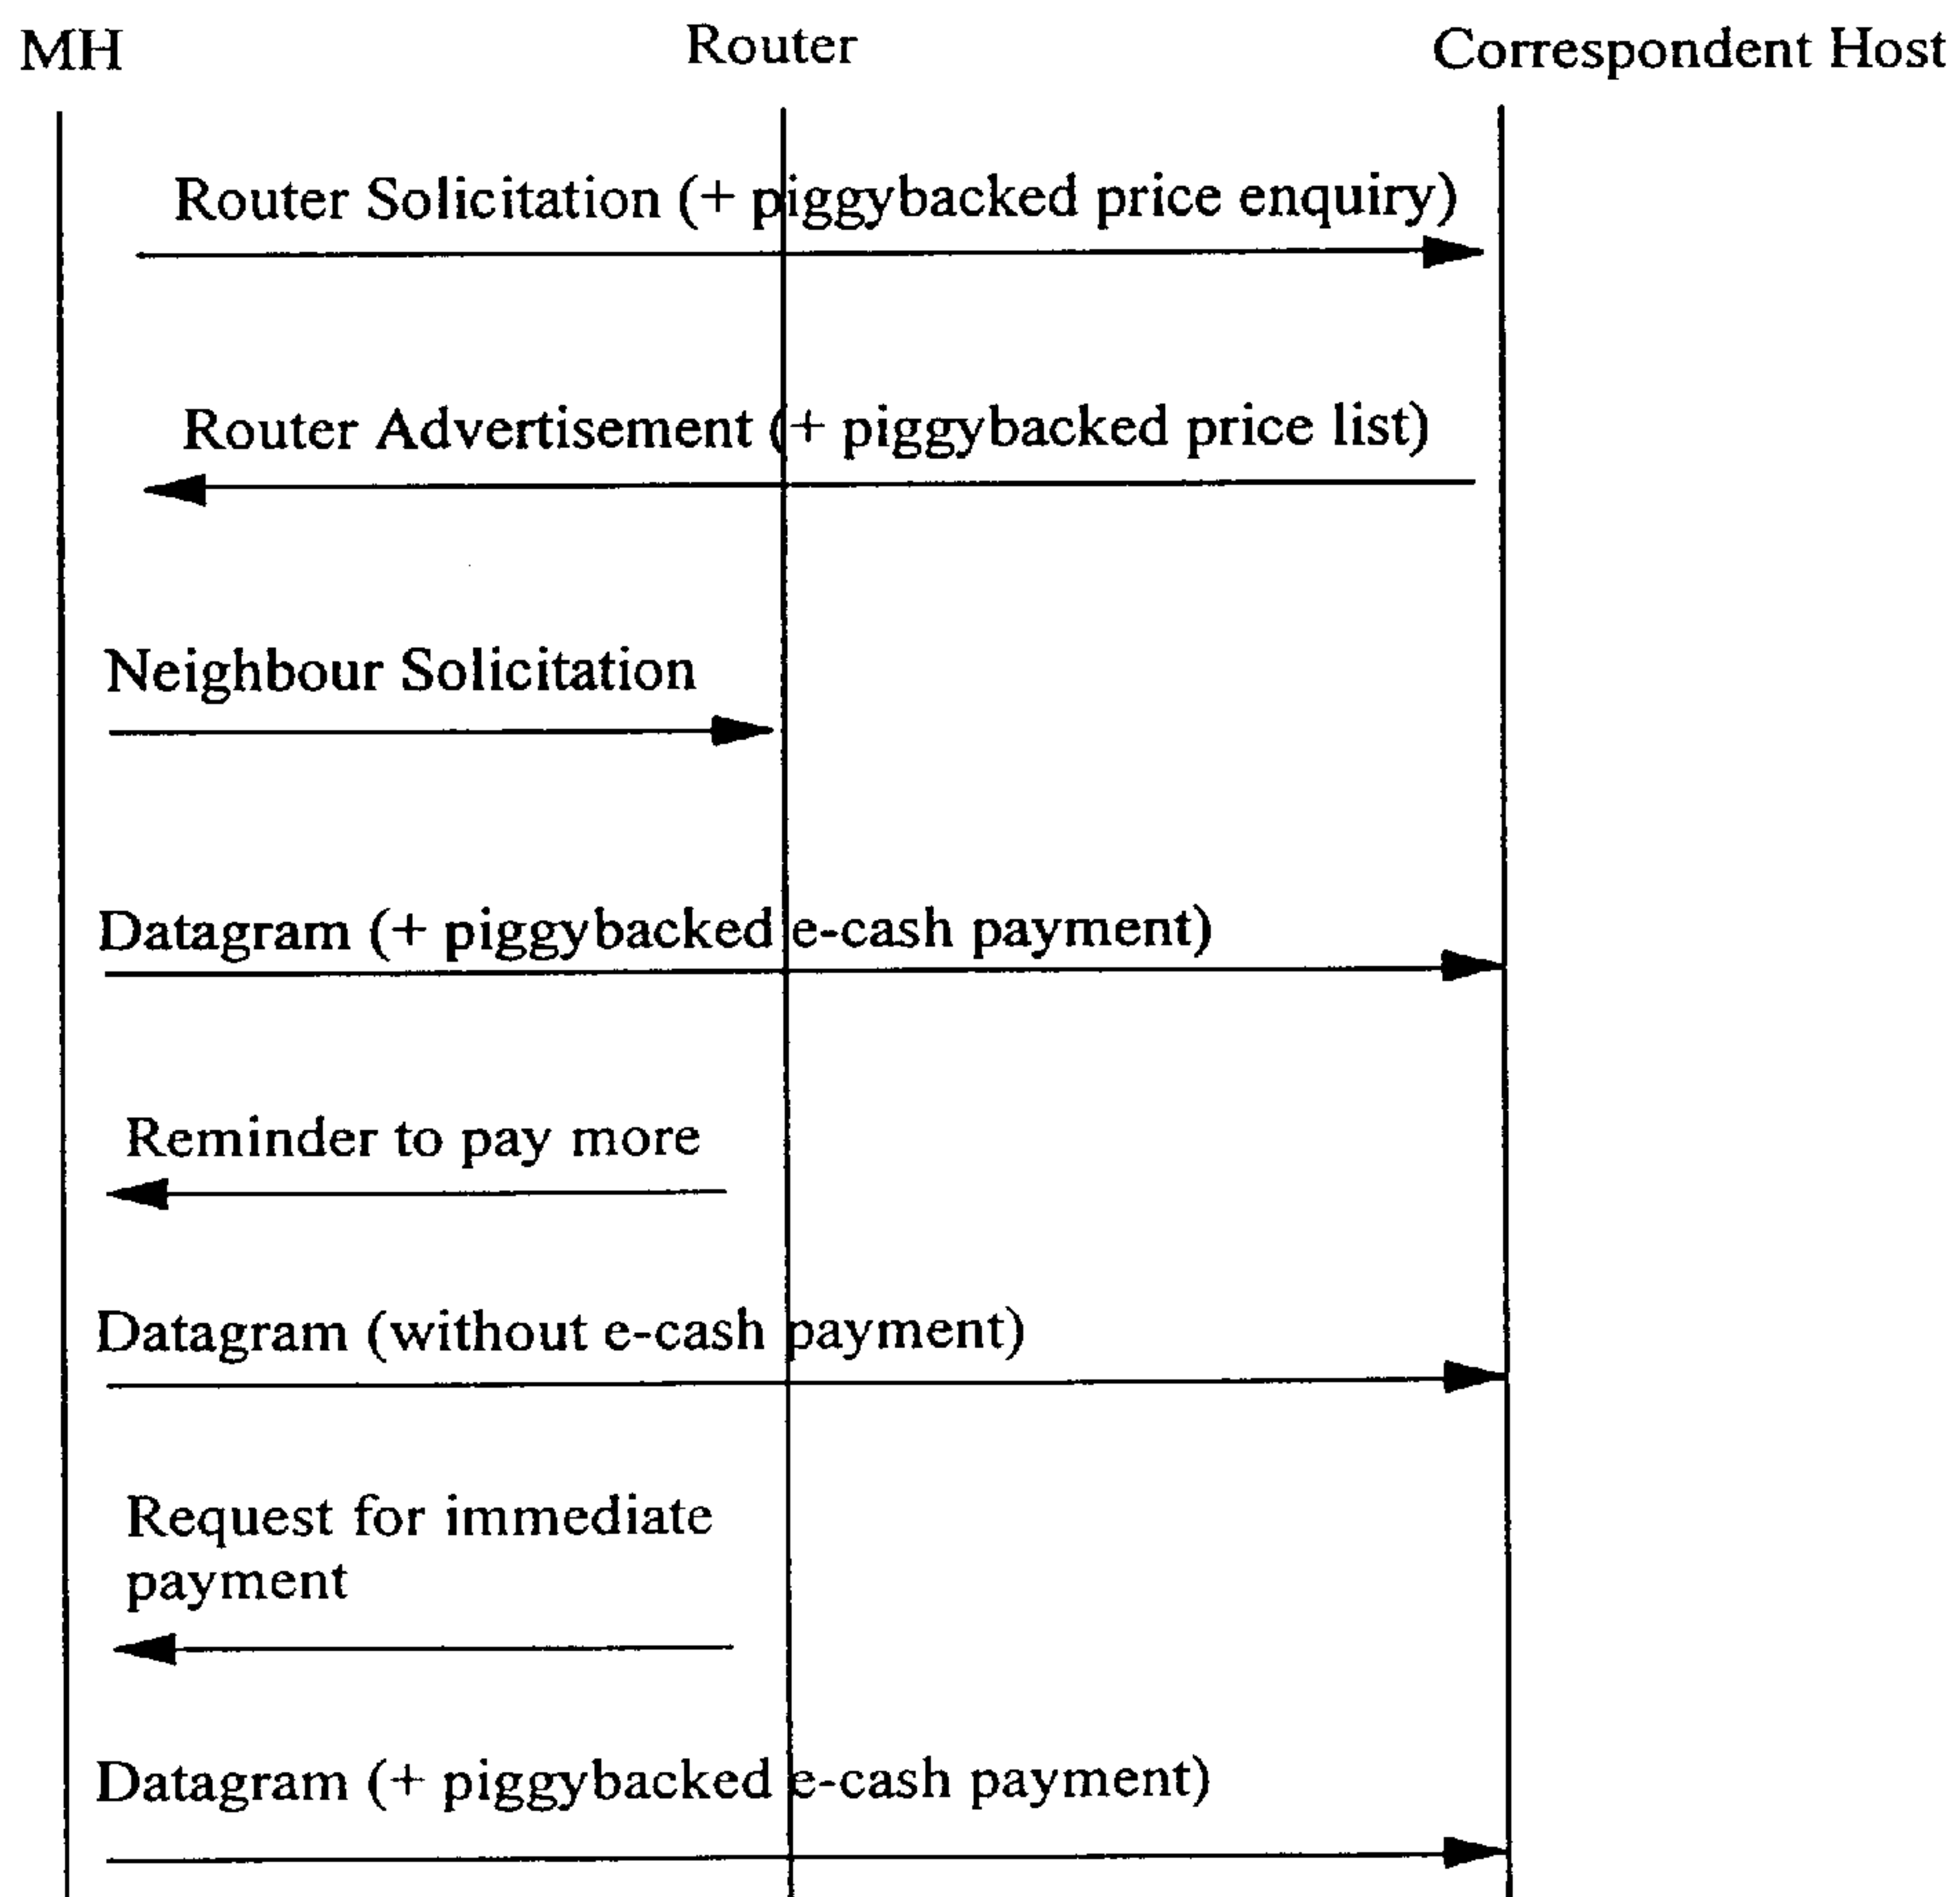 MH
Router
Correspondent Host
Router Solicitation (+ piggybacked price enquiry)
Router Advertisement (+ piggybacked price list)
Neighbour Solicitation
Datagram (+ piggybacked e-cash payment)
Reminder to pay more
Datagram (without e-cash payment)
Request for immediate
payment
Datagram (+ piggybacked e-cash payment)